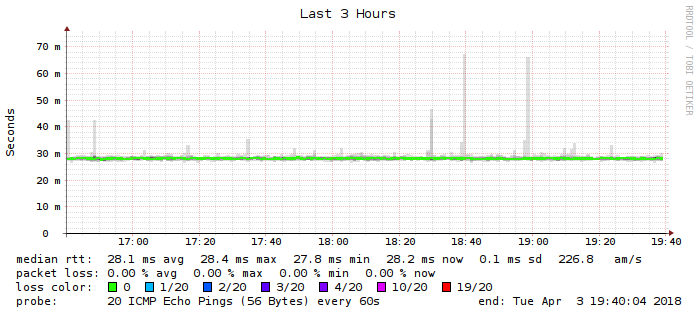 Last 3 Hours
RRDTOOL / TOBI OETIKER
Seconds
70 m
60 m
50 m
40 m
30 m
20 m
10 m
0
17:00 17:20 17:40 18:00 18:20 18:40 19:00 19:20 19:40
median rtt: 28.1 ms avg 28.4 ms max 27.8 ms min 28.2 ms now 0.1 ms sd 226.8 am/s
packet loss: 0.00 % avg 0.00 % max 0.00 % min 0.00 % now
loss color: 0 1/20 2/20 3/20 4/20 10/20 19/20
probe: 20 ICMP Echo Pings (56 Bytes) every 60s end: Tue Apr 3 19:40:04 2018